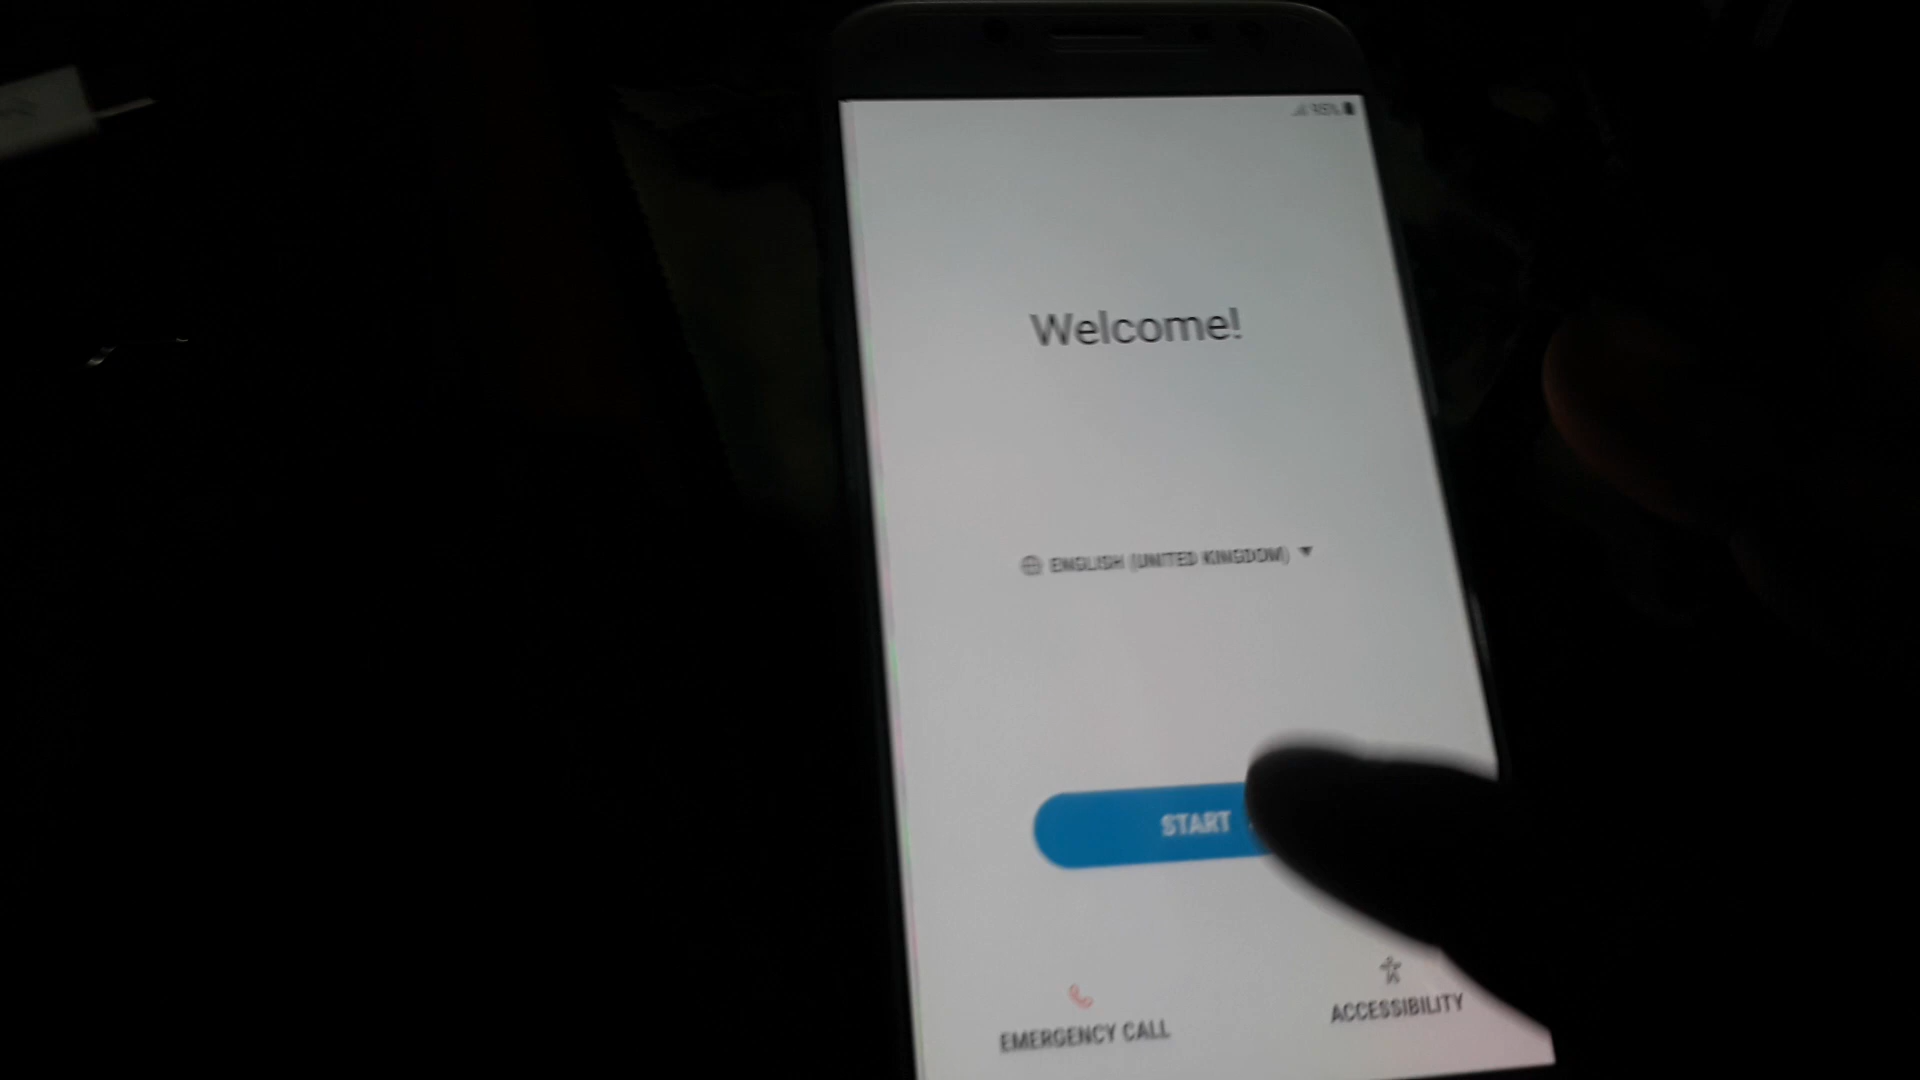 Welcome!
ENGLISH (UNITED KINGDOM)
START
EMERGENCY CALL
ACCESSIBILITY